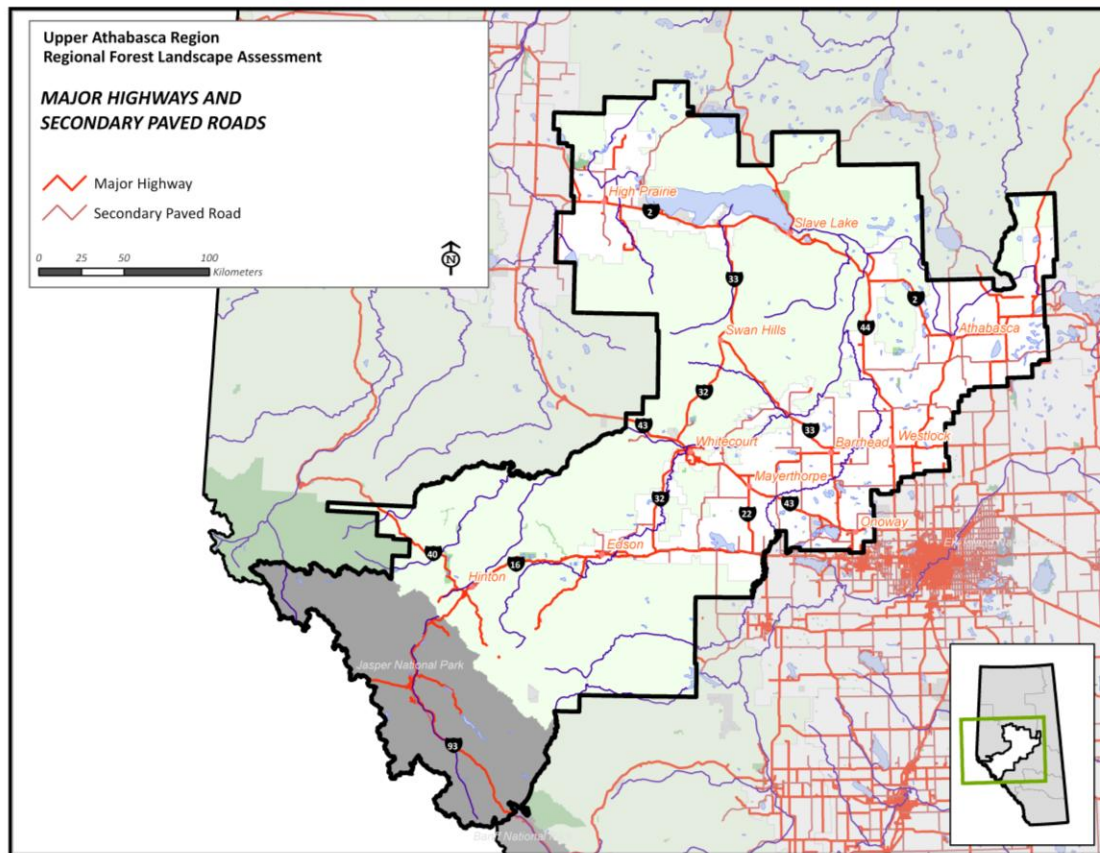 Upper Athabasca Region
Regional Forest Landscape Assessment
MAJOR HIGHWAYS AND
SECONDARY PAVED ROADS
Major Highway
Secondary Paved Road
N
0 25 50 100
Kilometers
High Prairie
2
Slave Lake
33
2
44
Athabasca
Swan Hills
32
43
33
Whitecourt
Barrhead
Westlock
Mayerthorpe
32
22
43
Onoway
Edson
40
16
Hinton
Jasper National Park
93